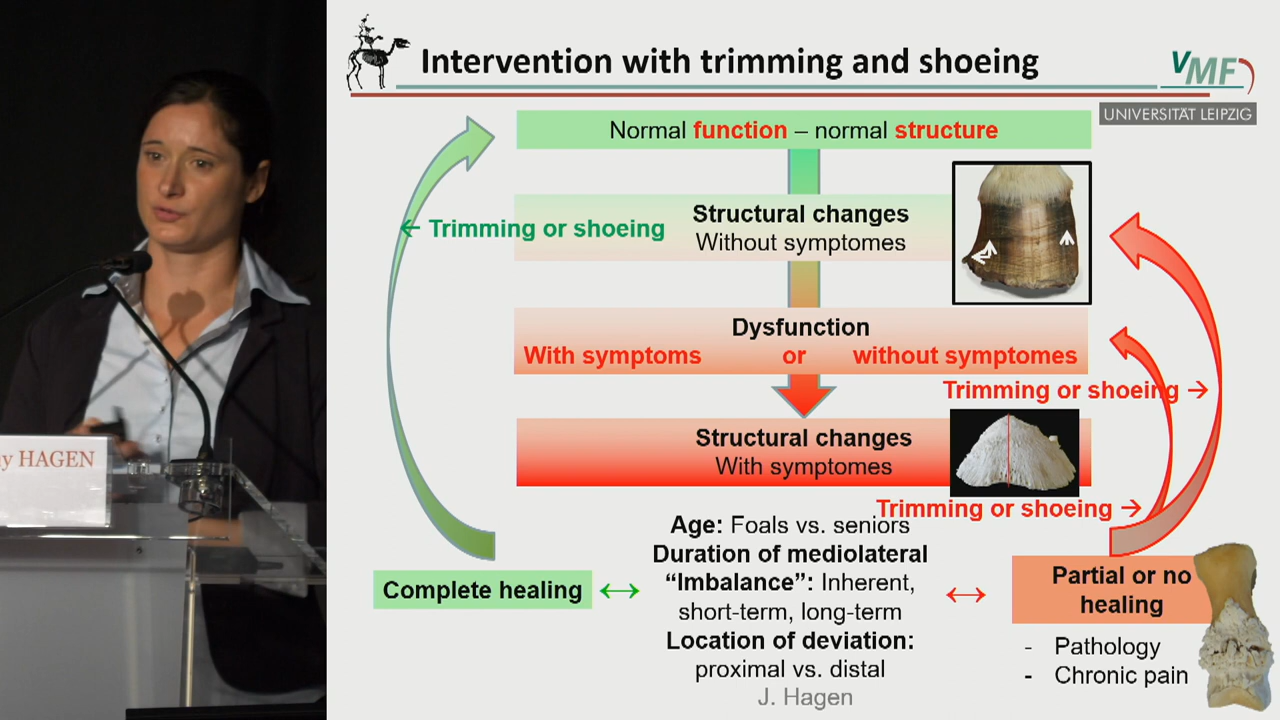 Intervention with trimming and shoeing
VMF
UNIVERSITÄT LEIPZIG
Normal function – normal structure
Structural changes
Without symptomes
← Trimming or shoeing
Dysfunction
With symptoms or without symptomes
Trimming or shoeing →
Structural changes
With symptomes
Trimming or shoeing →
Age: Foals vs. seniors
Duration of mediolateral
“Imbalance”: Inherent,
short-term, long-term
Location of deviation:
proximal vs. distal
J. Hagen
Complete healing
Partial or no
healing
- Pathology
- Chronic pain
HAGEN